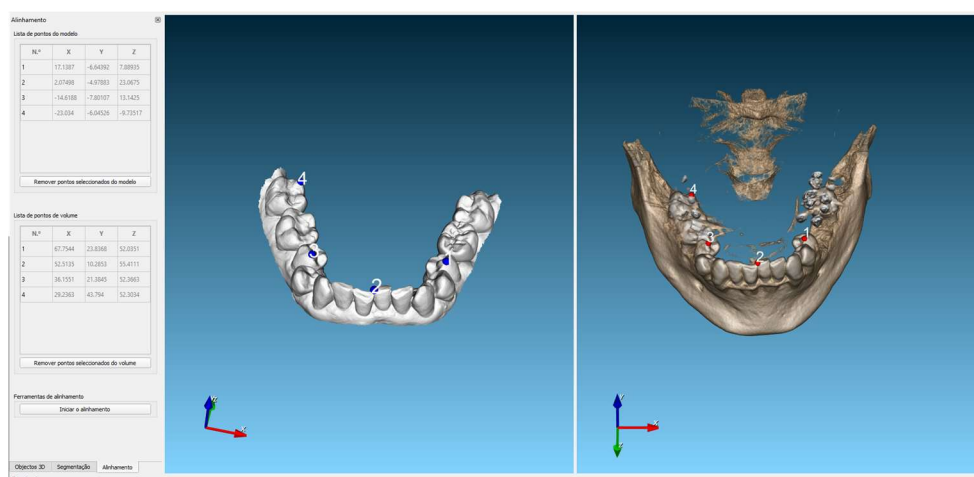 Alinhamento
Lista de pontos do modelo
N.º X Y Z
1 17.1387 -6.64392 7.88935
2 2.07498 -4.97883 23.0675
3 -14.6188 -7.80107 13.1425
4 -23.034 -6.04526 -9.73517
Remover pontos seleccionados do modelo
Lista de pontos de volume
N.º X Y Z
1 67.7544 23.8368 52.0351
2 52.5135 10.2853 55.4111
3 36.1551 21.3845 52.3963
4 29.2363 43.794 52.3034
Remover pontos seleccionados do volume
Ferramentas de alinhamento
Iniciar o alinhamento
Objectos 3D Segmentação Alinhamento
4
3
2
1
X
4
3
2
1
X
Y